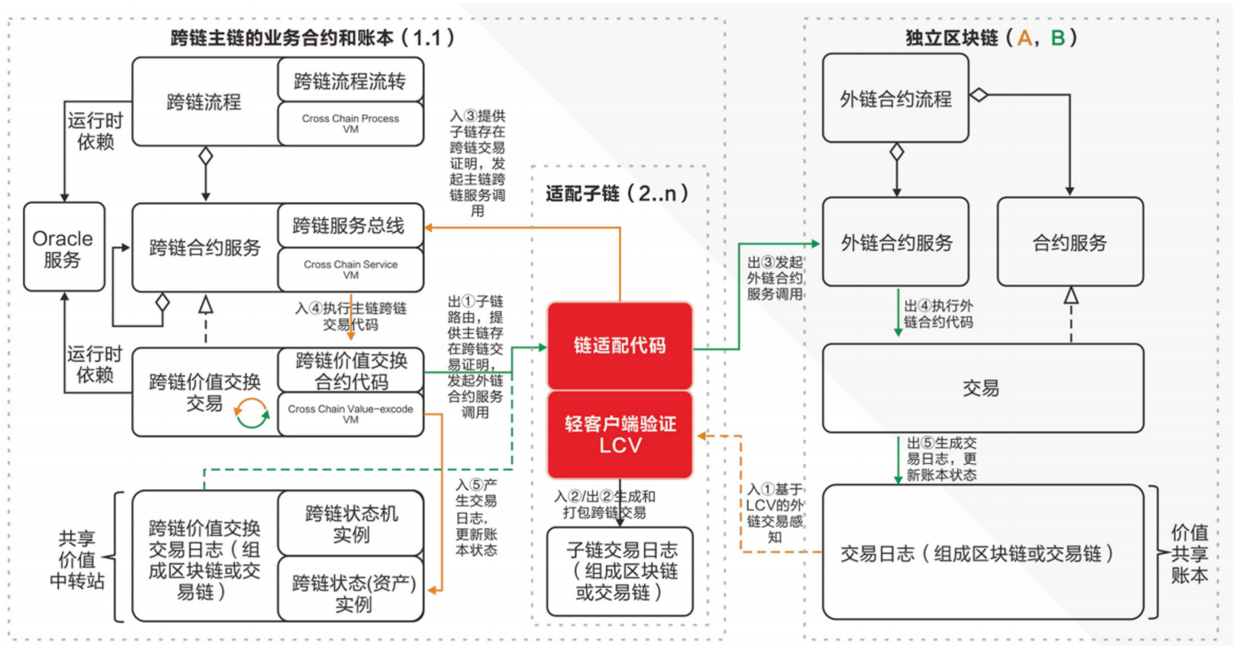 跨链主链的业务合约和账本（1.1）
跨链流程
跨链流程流转
Cross Chain Process
VM
运行时
依赖
Oracle
服务
跨链合约服务
跨链服务总线
Cross Chain Service
VM
入④执行主链跨链
交易代码
运行时
依赖
跨链价值交换
交易
跨链价值交换
合约代码
Cross Chain Value-excode
VM
共享
价值
中转站
跨链价值交换
交易日志（组
成区块链或交
易链）
跨链状态机
实例
跨链状态(资产)
实例
入⑤产
生交易
日志，
更新账
本状态
入③提供
子链存在
跨链交易
证明，发
起主链跨
链服务调
用
出①子链
路由，提
供主链存
在跨链交
易证明，
发起外链
合约服务
调用
适配子链（2..n）
链适配代码
轻客户端验证
LCV
入②/出②生成和
打包跨链交易
子链交易日志
（组成区块链
或交易链）
独立区块链（A，B）
外链合约流程
外链合约服务
合约服务
出③发起
外链合约
服务调用
出④执行外
链合约代码
交易
出⑤生成交
易日志，更
新账本状态
入①基于
LCV的外
链交易感
知
交易日志（组成区块链或交易链）
价值
共享
账本